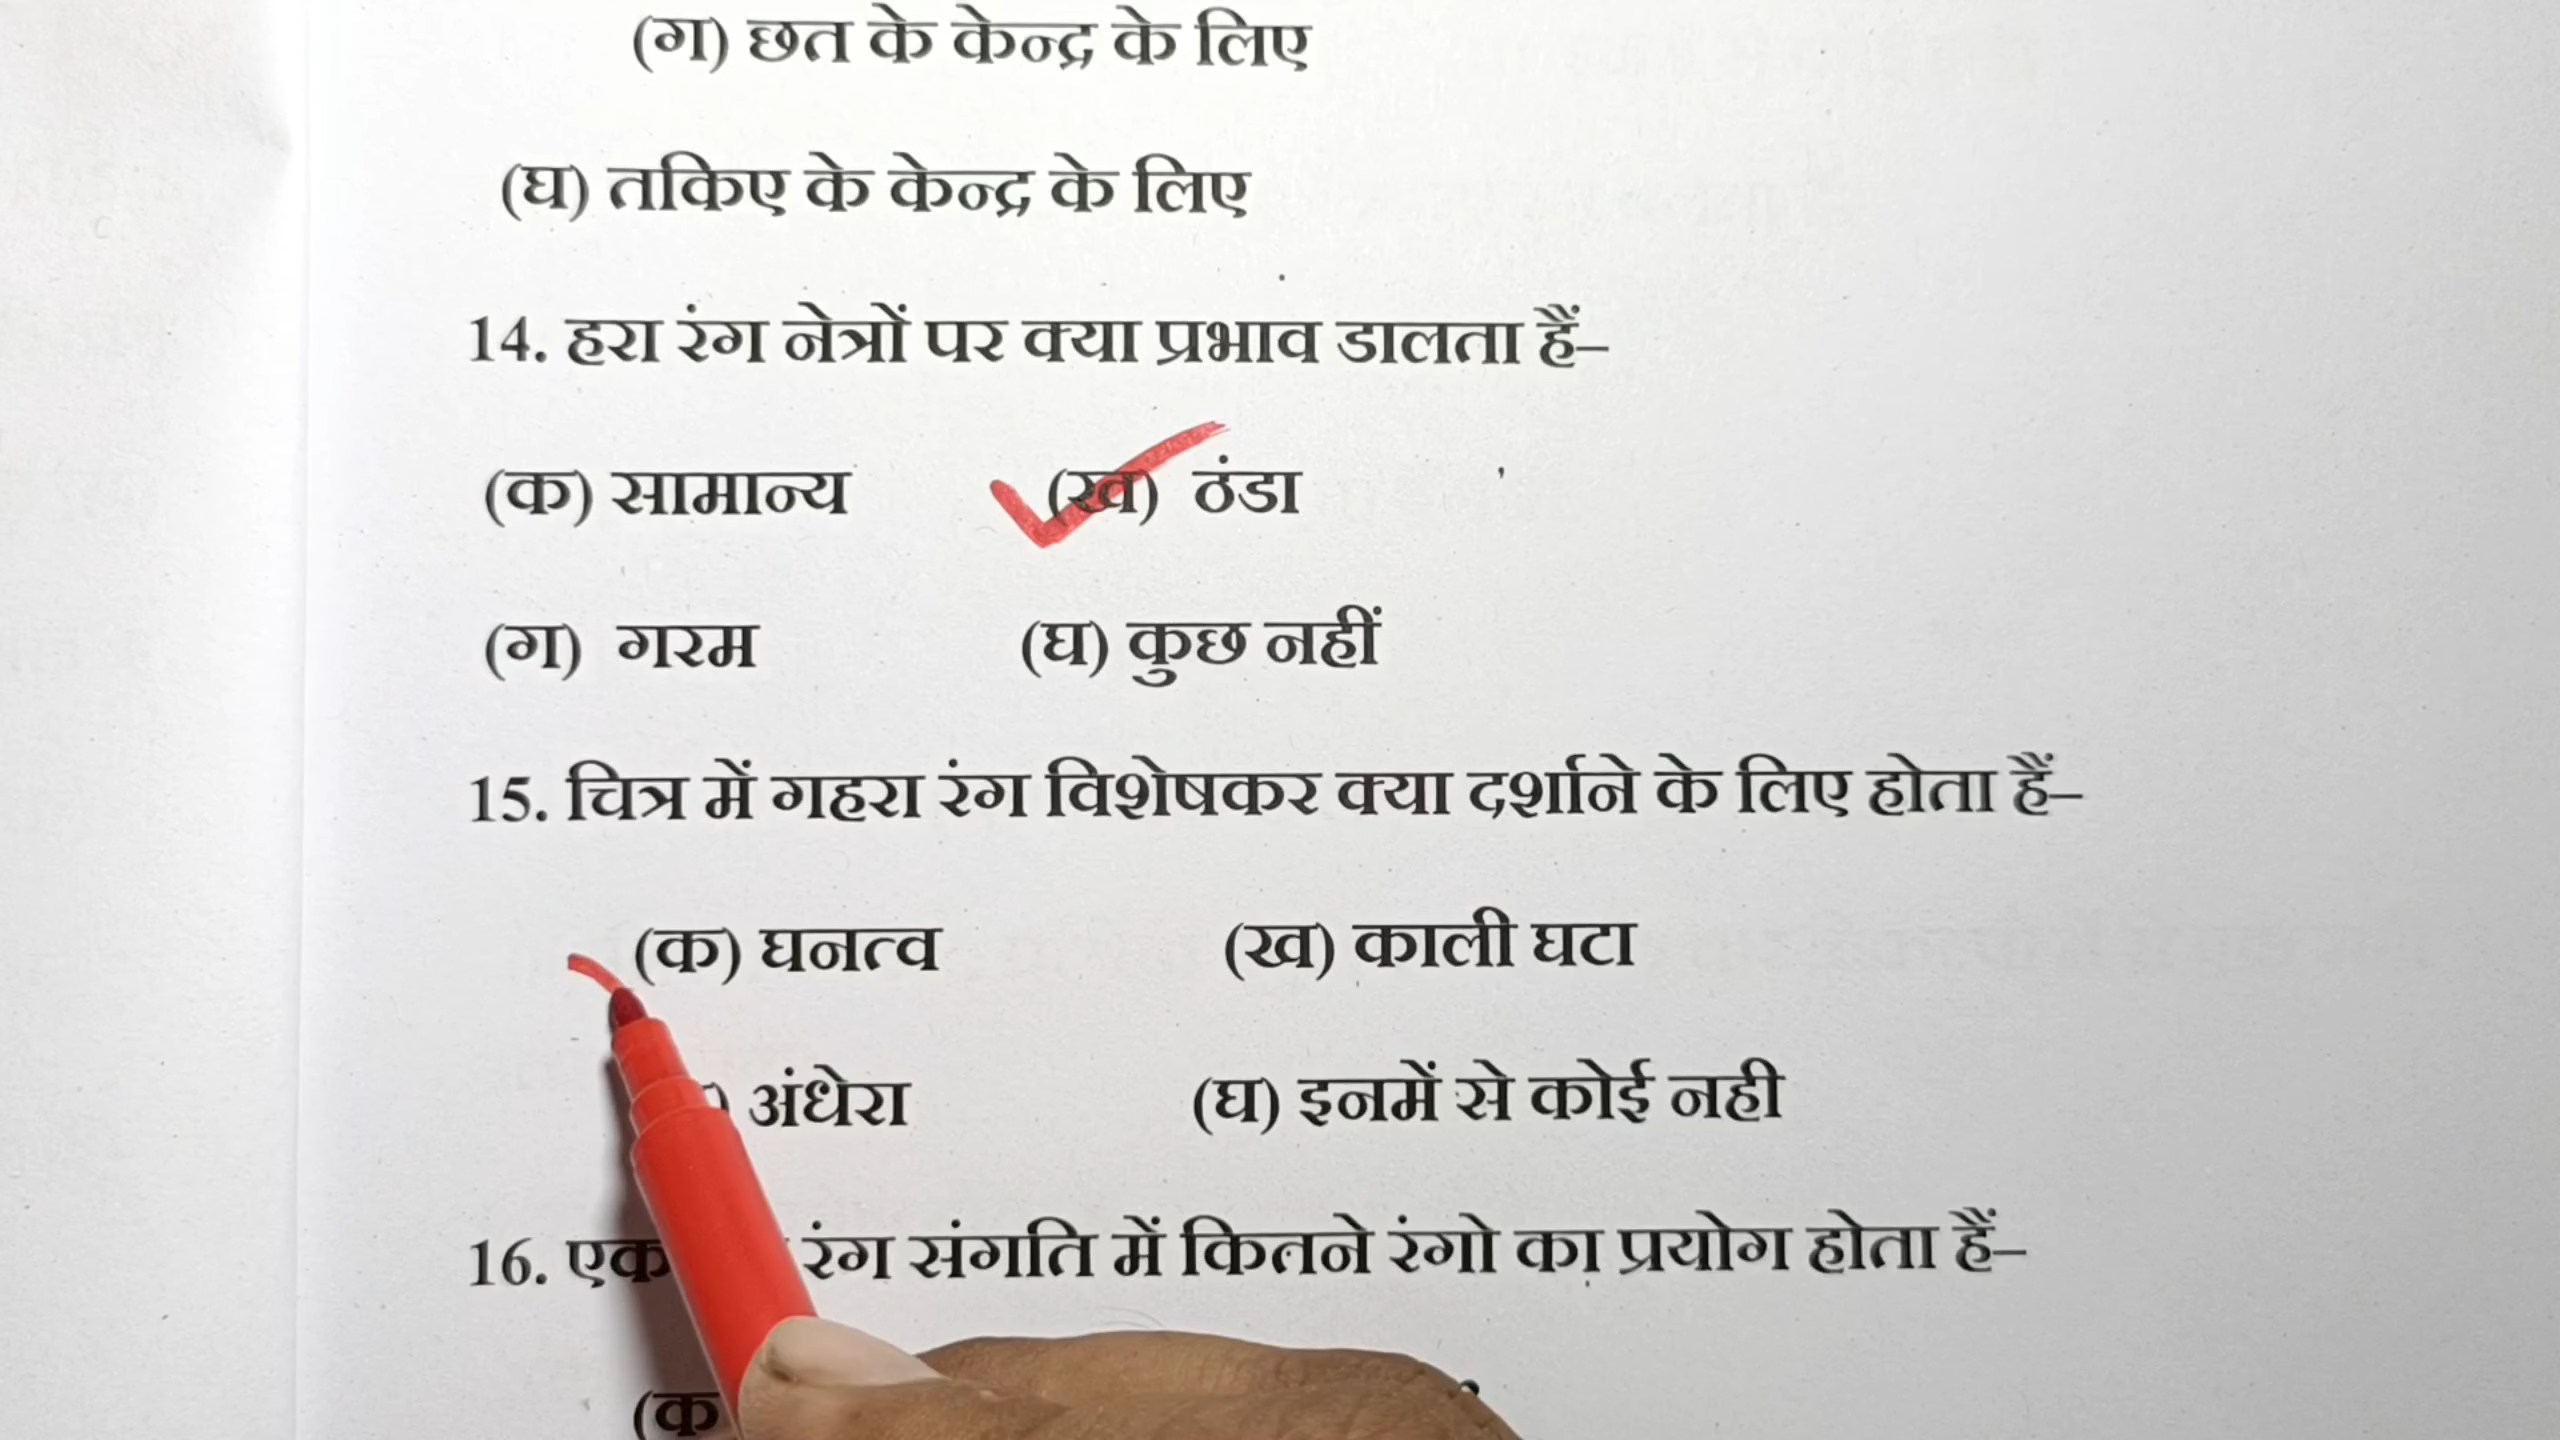 (ग) छत के केन्द्र के लिए
(घ) तकिए के केन्द्र के लिए
14. हरा रंग नेत्रों पर क्या प्रभाव डालता हैं–
(क) सामान्य (ख) ठंडा
(ग) गरम (घ) कुछ नहीं
15. चित्र में गहरा रंग विशेषकर क्या दर्शाने के लिए होता हैं–
(क) घनत्व (ख) काली घटा
अंधेरा (घ) इनमें से कोई नही
16. रंग संगति में कितने रंगो का प्रयोग होता हैं–
(क